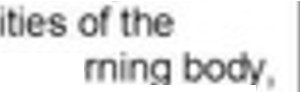 ities of the
rning body,